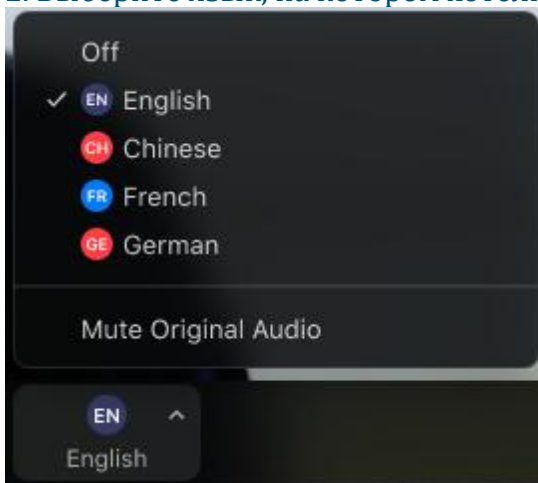 Off
EN English
CH Chinese
FR French
GE German
Mute Original Audio
EN
English